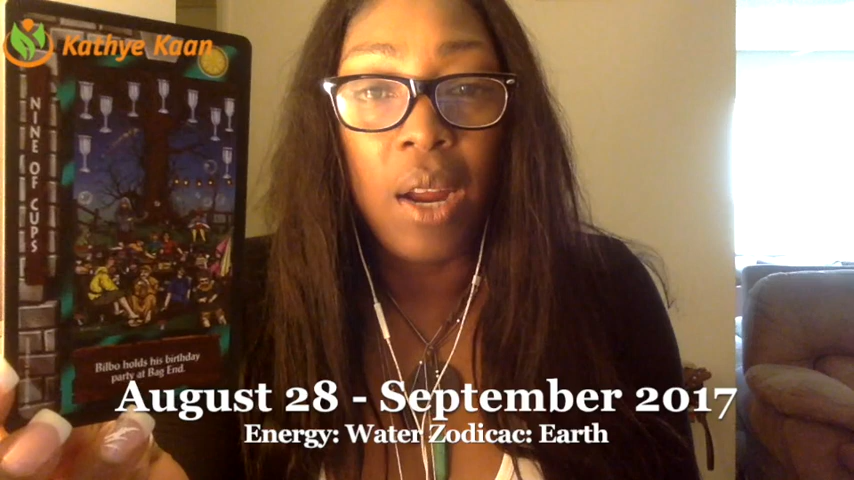 Kathye Kaan
NINE OF CUPS
Bilbo holds his birthday
party at Bag End.
August 28 - September 2017
Energy: Water Zodicac: Earth